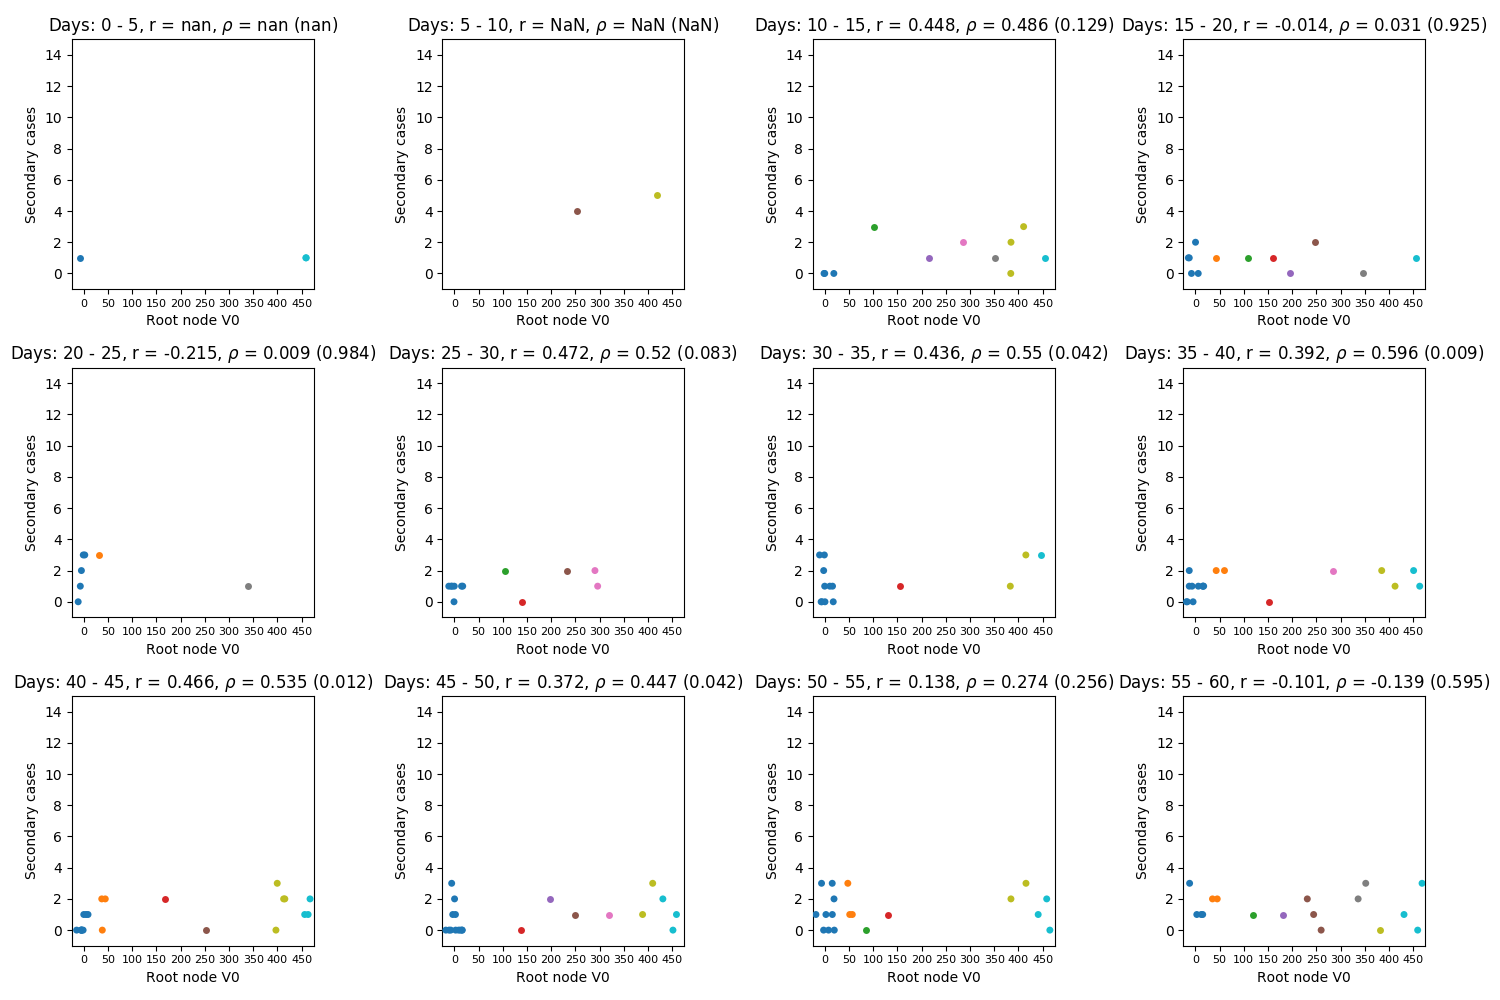 Days: 0 - 5, r = nan, ρ = nan (nan)
Days: 5 - 10, r = NaN, ρ = NaN (NaN)
Days: 10 - 15, r = 0.448, ρ = 0.486 (0.129)
Days: 15 - 20, r = -0.014, ρ = 0.031 (0.925)
14
12
10
8
6
4
2
0
Secondary cases
0 50 100 150 200 250 300 350 400 450
Root node V0
14
12
10
8
6
4
2
0
Secondary cases
0 50 100 150 200 250 300 350 400 450
Root node V0
14
12
10
8
6
4
2
0
Secondary cases
0 50 100 150 200 250 300 350 400 450
Root node V0
14
12
10
8
6
4
2
0
Secondary cases
0 50 100 150 200 250 300 350 400 450
Root node V0
Days: 20 - 25, r = -0.215, ρ = 0.009 (0.984)
Days: 25 - 30, r = 0.472, ρ = 0.52 (0.083)
Days: 30 - 35, r = 0.436, ρ = 0.55 (0.042)
Days: 35 - 40, r = 0.392, ρ = 0.596 (0.009)
14
12
10
8
6
4
2
0
Secondary cases
0 50 100 150 200 250 300 350 400 450
Root node V0
14
12
10
8
6
4
2
0
Secondary cases
0 50 100 150 200 250 300 350 400 450
Root node V0
14
12
10
8
6
4
2
0
Secondary cases
0 50 100 150 200 250 300 350 400 450
Root node V0
14
12
10
8
6
4
2
0
Secondary cases
0 50 100 150 200 250 300 350 400 450
Root node V0
Days: 40 - 45, r = 0.466, ρ = 0.535 (0.012)
Days: 45 - 50, r = 0.372, ρ = 0.447 (0.042)
Days: 50 - 55, r = 0.138, ρ = 0.274 (0.256)
Days: 55 - 60, r = -0.101, ρ = -0.139 (0.595)
14
12
10
8
6
4
2
0
Secondary cases
0 50 100 150 200 250 300 350 400 450
Root node V0
14
12
10
8
6
4
2
0
Secondary cases
0 50 100 150 200 250 300 350 400 450
Root node V0
14
12
10
8
6
4
2
0
Secondary cases
0 50 100 150 200 250 300 350 400 450
Root node V0
14
12
10
8
6
4
2
0
Secondary cases
0 50 100 150 200 250 300 350 400 450
Root node V0